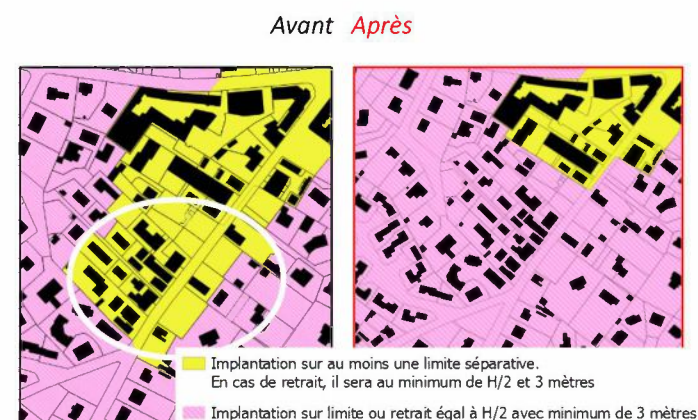 Avant Après
Implantation sur au moins une limite séparative.
En cas de retrait, il sera au minimum de H/2 et 3 mètres
Implantation sur limite ou retrait égal à H/2 avec minimum de 3 mètres